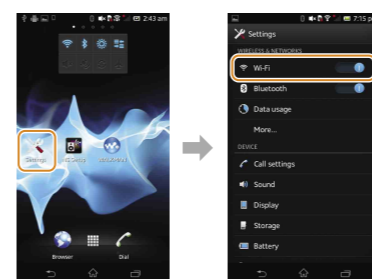 2:43 am
Settings
Browser
Dial
7:15 p
Settings
WIRELESS & NETWORKS
Wi-Fi
Bluetooth
Data usage
More...
DEVICE
Call settings
Sound
Display
Storage
Battery